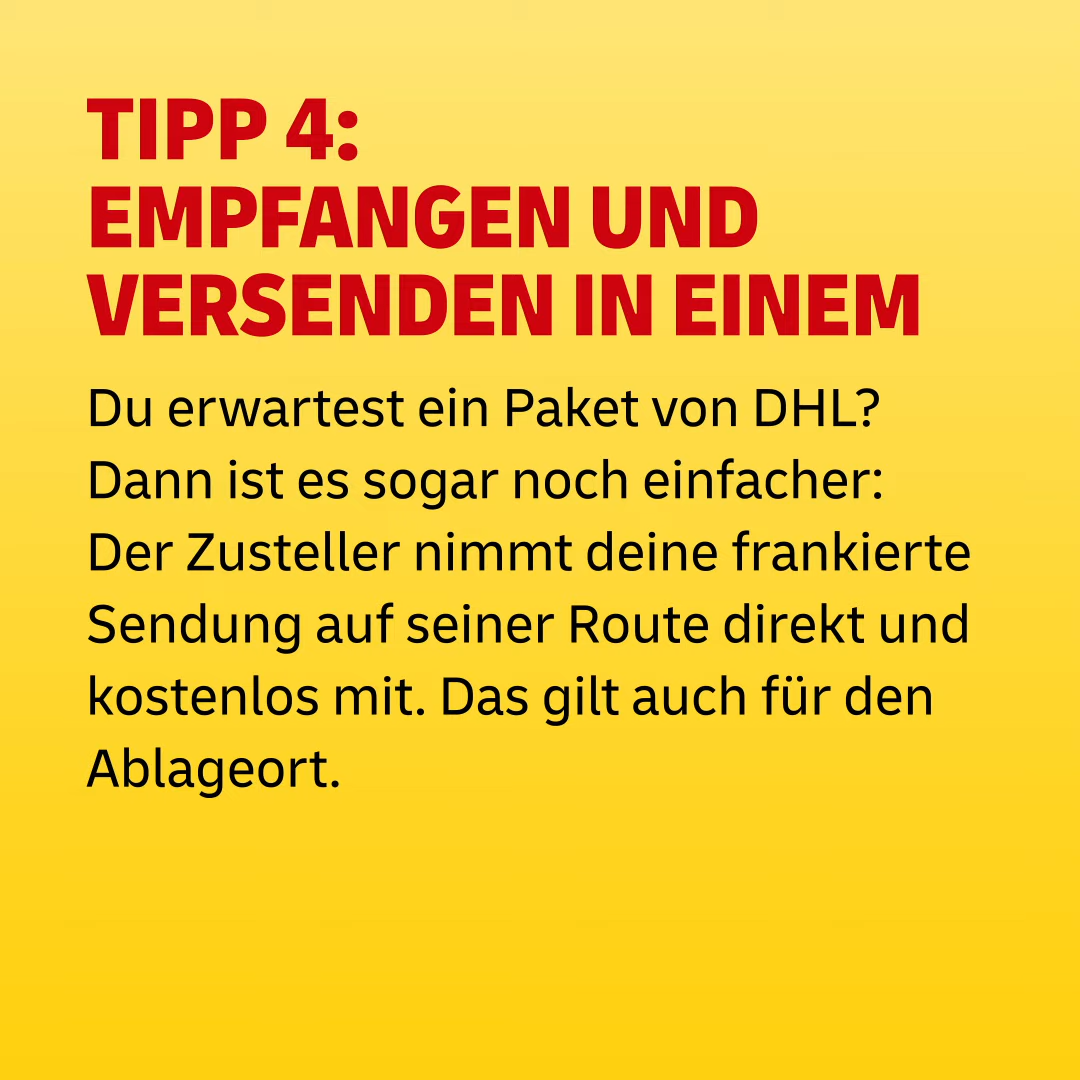 TIPP 4:
EMPFANGEN UND
VERSENDEN IN EINEM
Du erwartest ein Paket von DHL?
Dann ist es sogar noch einfacher:
Der Zusteller nimmt deine frankierte
Sendung auf seiner Route direkt und
kostenlos mit. Das gilt auch für den
Ablageort.